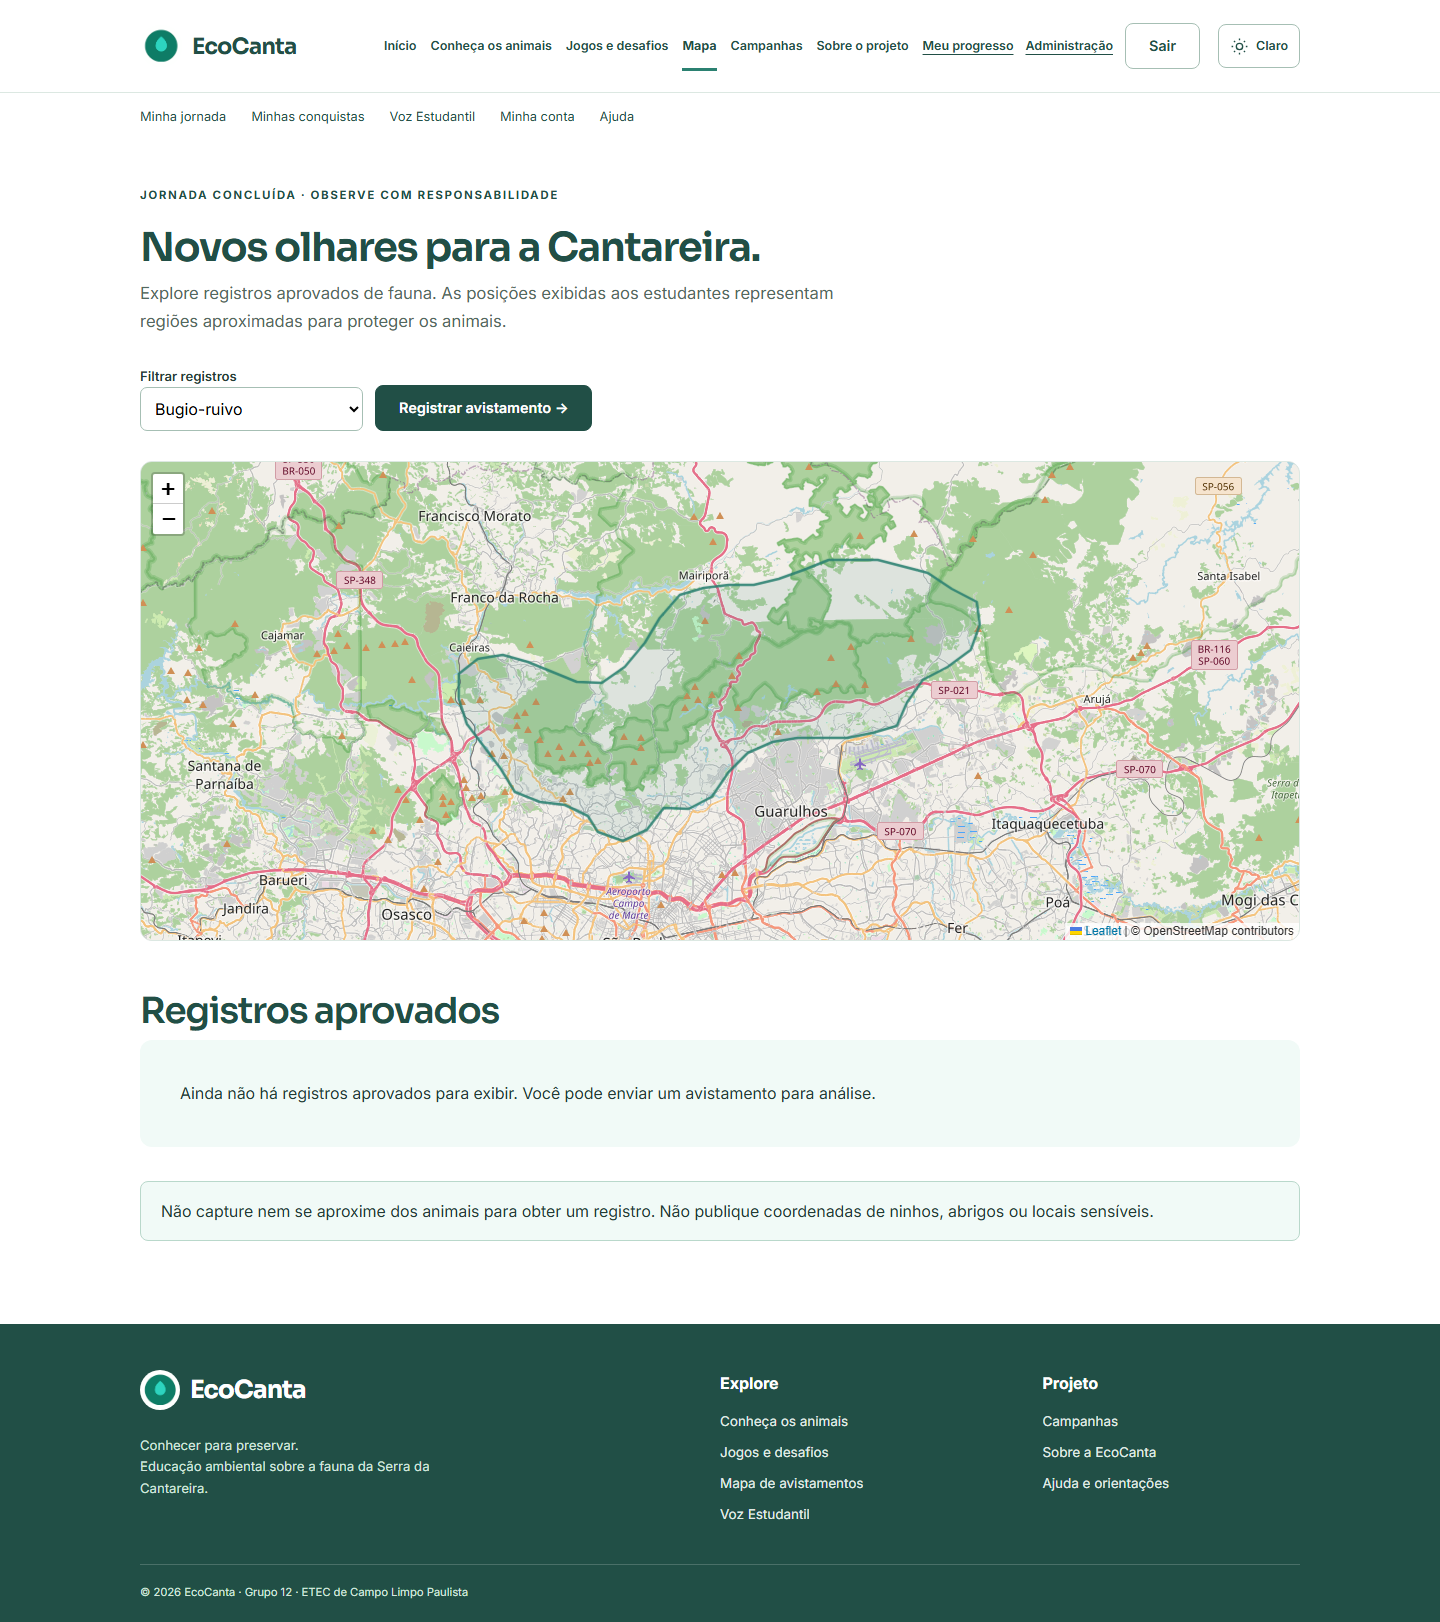 EcoCanta
Início Conheça os animais Jogos e desafios Mapa Campanhas Sobre o projeto Meu progresso Administração Sair Claro
Minha jornada Minhas conquistas Voz Estudantil Minha conta Ajuda
JORNADA CONCLUÍDA · OBSERVE COM RESPONSABILIDADE
Novos olhares para a Cantareira.
Explore registros aprovados de fauna. As posições exibidas aos estudantes representam
regiões aproximadas para proteger os animais.
Filtrar registros
Bugio-ruivo
Registrar avistamento →
+
−
BR-050
SP-056
Francisco Morato
SP-348
Mairiporã
Santa Isabel
Franco da Rocha
Cajamar
Caieiras
BR-116
SP-060
SP-021
Arujá
Santana de
Parnaíba
SP-070
Serra d
Itapeti
Guarulhos
SP-070
Itaquaquecetuba
Barueri
Aeroporto
Campo
de Marte
Jandira
Osasco
Poá
Mogi das C
Fer
Itapevi
Leaflet | © OpenStreetMap contributors
Registros aprovados
Ainda não há registros aprovados para exibir. Você pode enviar um avistamento para análise.
Não capture nem se aproxime dos animais para obter um registro. Não publique coordenadas de ninhos, abrigos ou locais sensíveis.
EcoCanta
Conhecer para preservar.
Educação ambiental sobre a fauna da Serra da
Cantareira.
Explore
Conheça os animais
Jogos e desafios
Mapa de avistamentos
Voz Estudantil
Projeto
Campanhas
Sobre a EcoCanta
Ajuda e orientações
© 2026 EcoCanta · Grupo 12 · ETEC de Campo Limpo Paulista